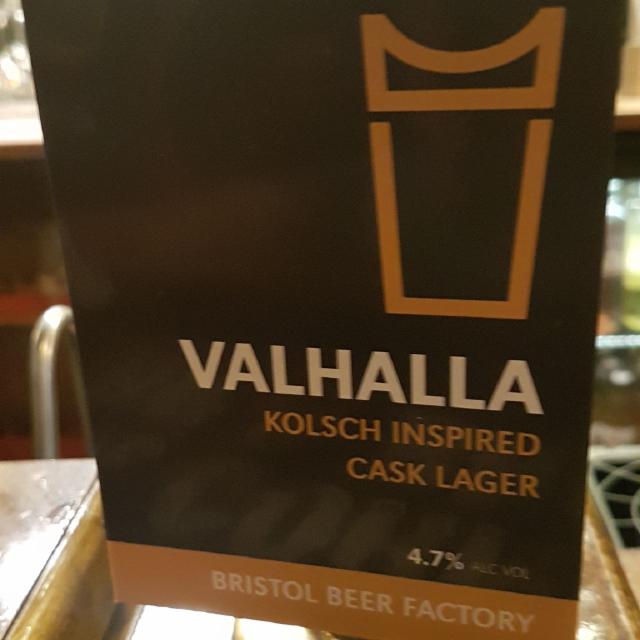 VALHALLA
KOLSCH INSPIRED
CASK LAGER
4.7% ALC VOL
BRISTOL BEER FACTORY